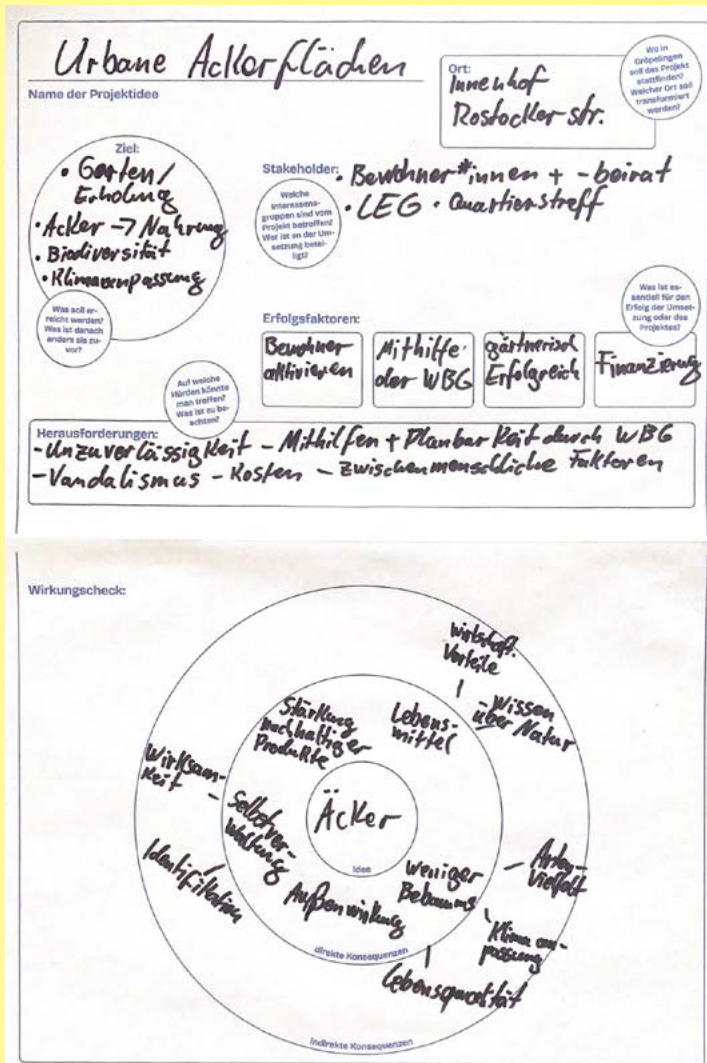 Urbane Ackerflächen
Name der Projektidee
Ort:
Innenhof
Rostocker str.
Wo in
Gröpelingen
soll das Projekt
stattfinden?
Welcher Ort soll
transformiert
werden?
Ziel:
• Garten/
Erholung
• Acker -> Nahrung
• Biodiversität
• Klimaanpassung
Was soll er-
reicht werden?
Was ist danach
anders als zu-
vor?
Stakeholder:
• Bewohner*innen + -beirat
• LEG • Quartierstreff
Welche
Interessens-
gruppen sind vom
Projekt betroffen?
Wer ist an der Um-
setzung betei-
ligt?
Erfolgsfaktoren:
Was ist es-
sentiell für den
Erfolg der Umset-
zung oder des
Projektes?
Bewohner
aktivieren
Mithilfe
der WBG
gärtnerisch
Erfolgreich
Finanzierung
Auf welche
Hürden könnte
man treffen?
Was ist zu be-
achten?
Herausforderungen:
- Unzuverlässigkeit - Mithilfen + Planbarkeit durch WBG
- Vandalismus - Kosten - zwischenmenschliche Faktoren
Wirkungscheck:
wirtschaft.
Vorteile
- Wissen
über Natur
Stärkung
nachhaltiger
Produkte
Lebens-
mittel
Wirksam-
keit
- Selbstver-
waltung
Äcker
Idee
Identifikation
Außenwirkung
weniger
- Arten-
vielfalt
Klima an-
passung
direkte Konsequenzen
Lebensqualität
indirekte Konsequenzen